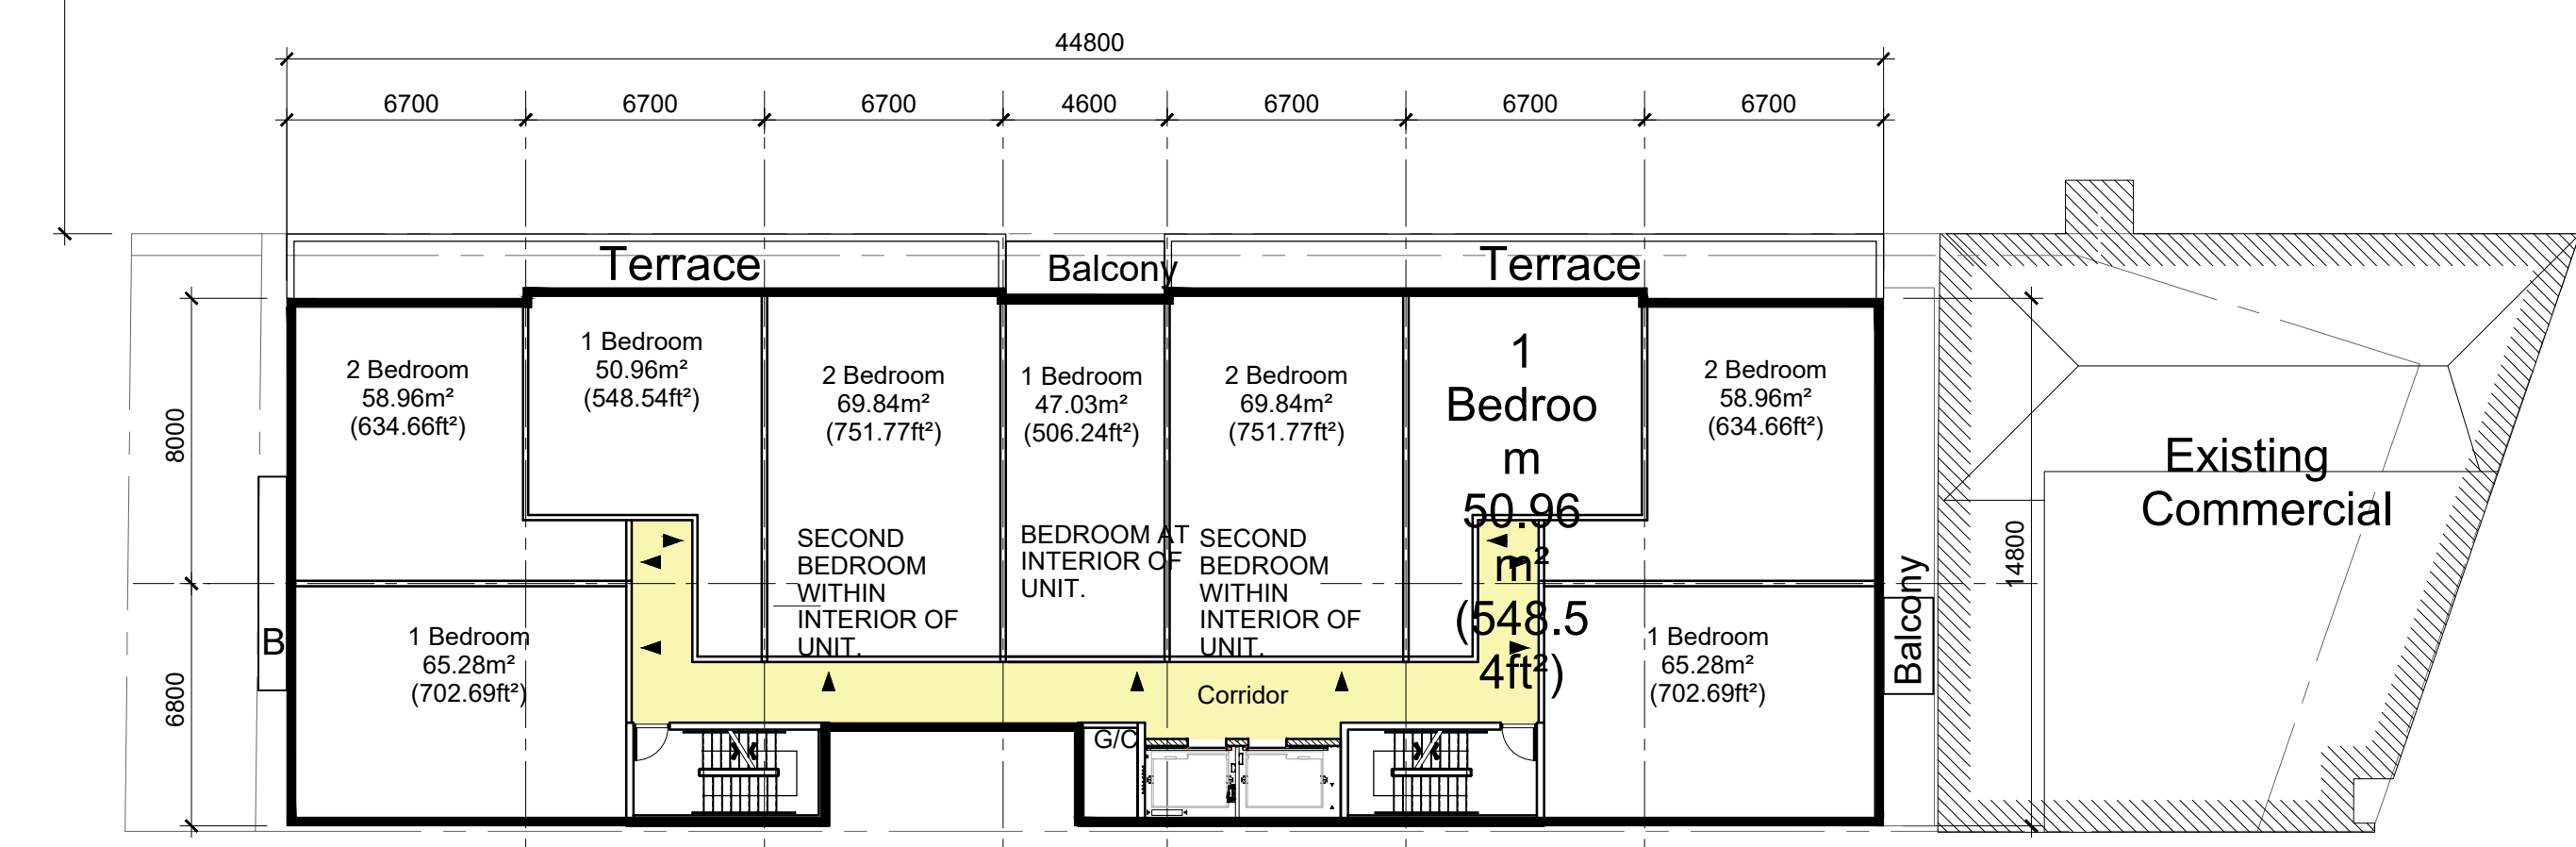 44800
6700 6700 6700 4600 6700 6700 6700
Terrace
Balcony
Terrace
2 Bedroom
58.96m²
(634.66ft²)
1 Bedroom
50.96m²
(548.54ft²)
2 Bedroom
69.84m²
(751.77ft²)
1 Bedroom
47.03m²
(506.24ft²)
2 Bedroom
69.84m²
(751.77ft²)
1
Bedroo
m
50.96
m²
(548.5
4ft²)
2 Bedroom
58.96m²
(634.66ft²)
Existing
Commercial
8000
SECOND
BEDROOM
WITHIN
INTERIOR OF
UNIT.
BEDROOM AT
INTERIOR OF
UNIT.
SECOND
BEDROOM
WITHIN
INTERIOR OF
UNIT.
14800
Balcony
B
1 Bedroom
65.28m²
(702.69ft²)
1 Bedroom
65.28m²
(702.69ft²)
6800
Corridor
G/C